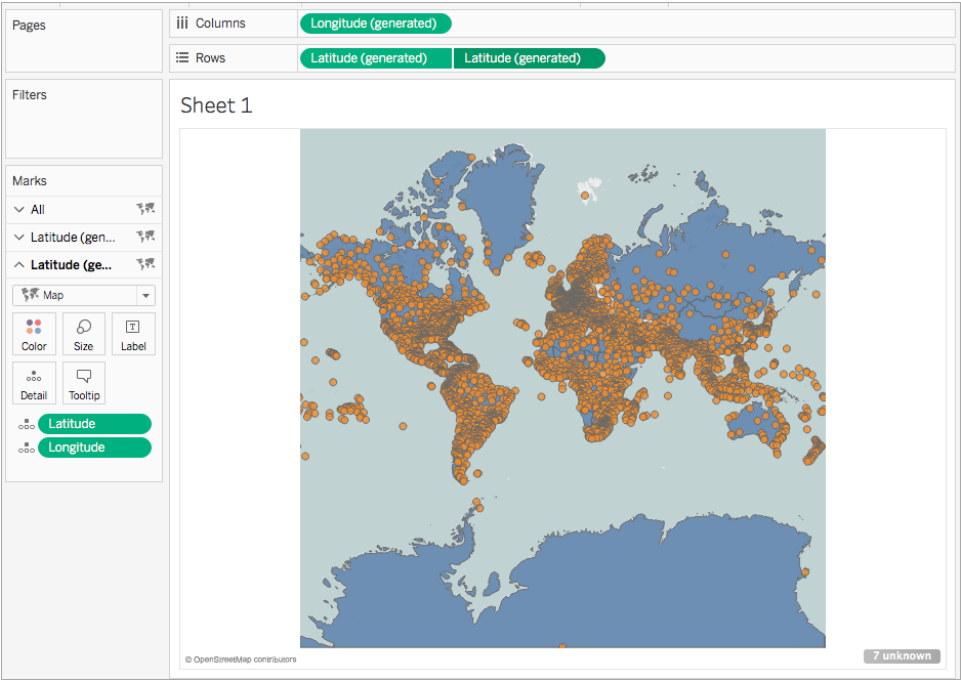 Pages
Columns
Longitude (generated)
Rows
Latitude (generated)
Latitude (generated)
Filters
Sheet 1
Marks
All
Latitude (gen...
Latitude (ge...
Map
Color
Size
Label
Detail
Tooltip
Latitude
Longitude
© OpenStreetMap contributors
7 unknown